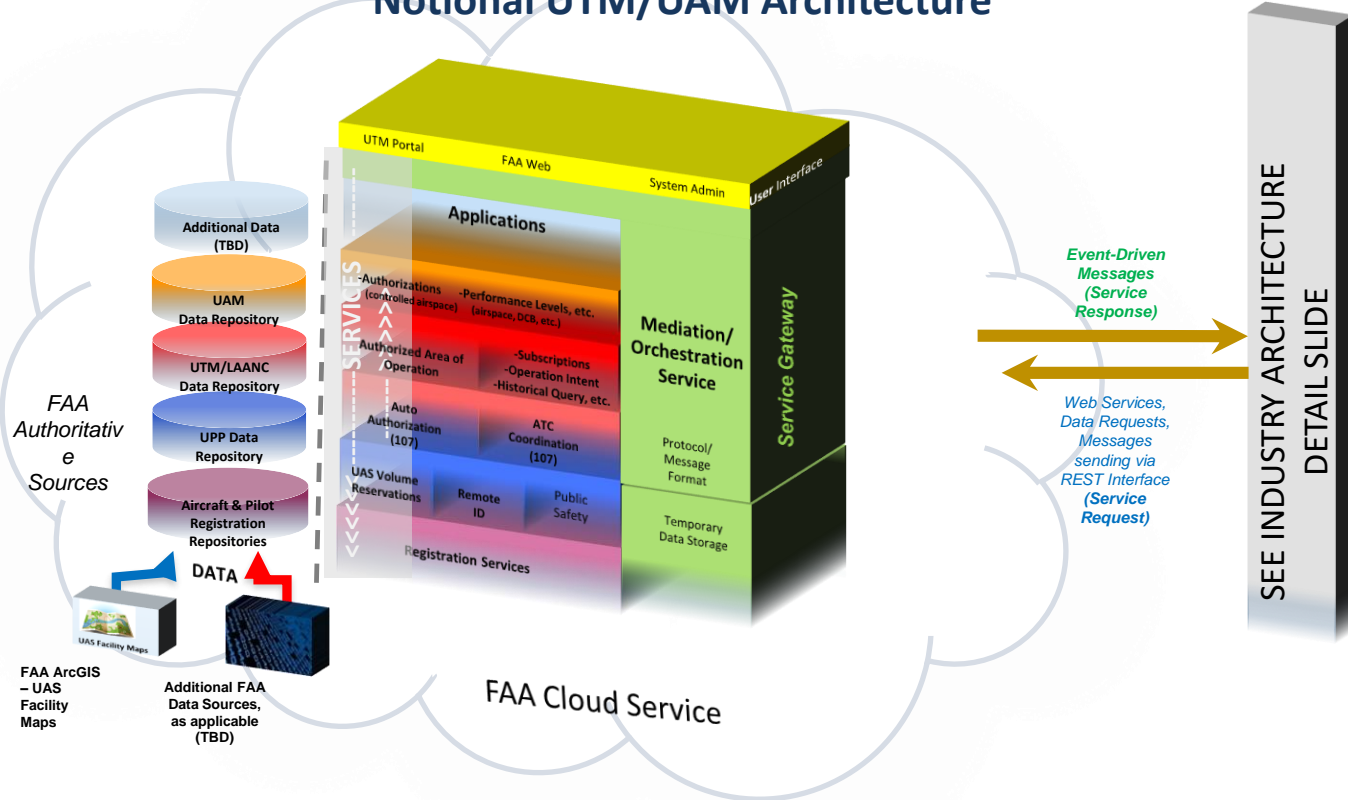 Notional UTM/UAM Architecture
UTM Portal
FAA Web
System Admin
User Interface
Applications
-Authorizations
(controlled airspace)
-Performance Levels, etc.
(airspace, DCB, etc.)
Authorized Area of
Operation
-Subscriptions
-Operation Intent
-Historical Query, etc.
Auto
Authorization
(107)
ATC
Coordination
(107)
UAS Volume
Reservations
Remote
ID
Public
Safety
Registration Services
SERVICES
<<<<<
>>>>>
Mediation/
Orchestration
Service
Protocol/
Message
Format
Temporary
Data Storage
Service Gateway
Additional Data
(TBD)
UAM
Data Repository
UTM/LAANC
Data Repository
UPP Data
Repository
Aircraft & Pilot
Registration
Repositories
FAA
Authoritativ
e
Sources
DATA
UAS Facility Maps
FAA ArcGIS
– UAS
Facility
Maps
Additional FAA
Data Sources,
as applicable
(TBD)
FAA Cloud Service
Event-Driven
Messages
(Service
Response)
Web Services,
Data Requests,
Messages
sending via
REST Interface
(Service
Request)
SEE INDUSTRY ARCHITECTURE
DETAIL SLIDE